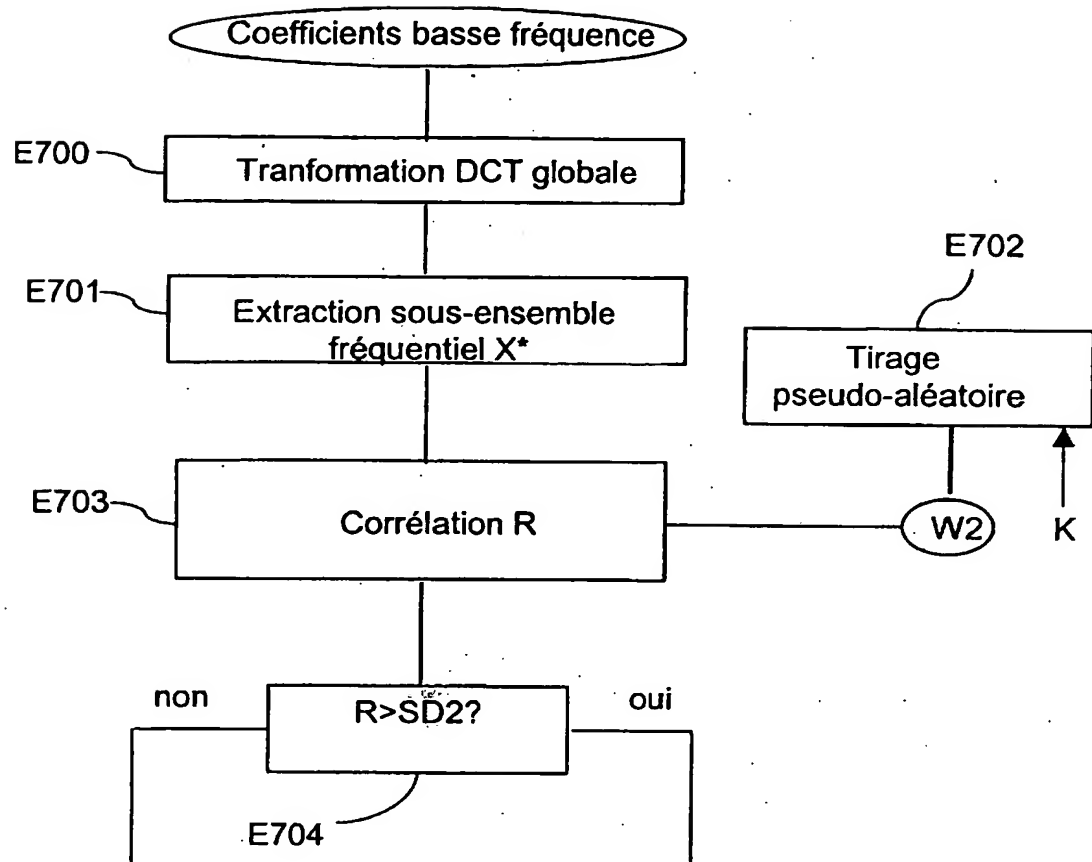 Coefficients basse fréquence
E700
Tranformation DCT globale
E701
Extraction sous-ensemble
fréquentiel X*
E702
Tirage
pseudo-aléatoire
E703
Corrélation R
W2
K
non
R>SD2?
oui
E704